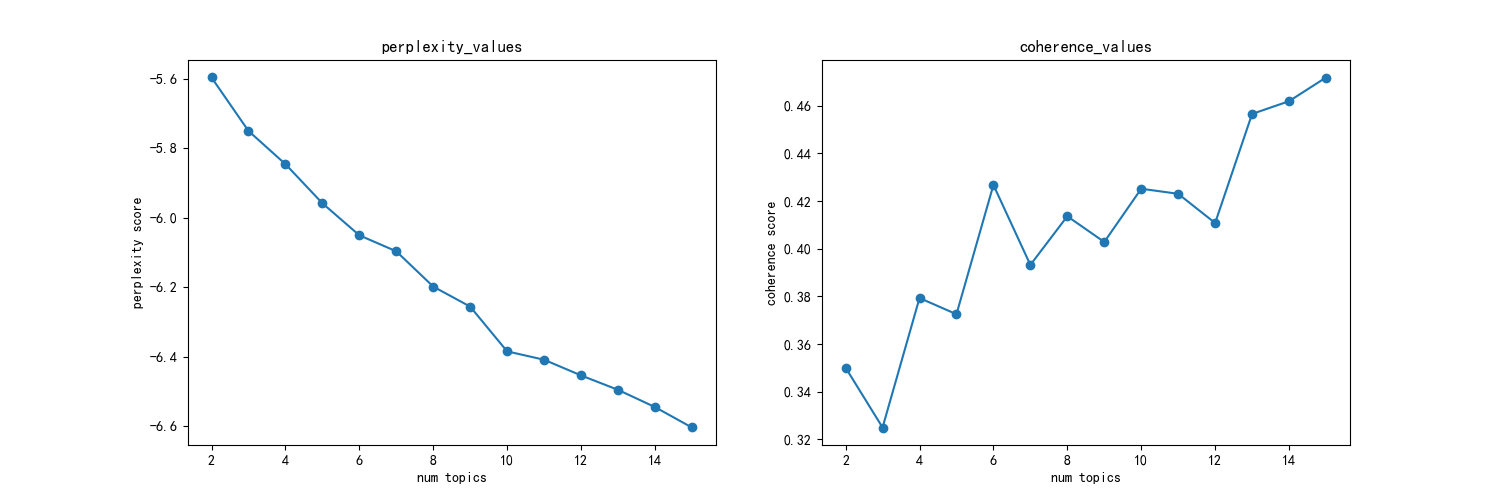 perplexity_values
perplexity score
-5.6
-5.8
-6.0
-6.2
-6.4
-6.6
2 4 6 8 10 12 14
num topics
coherence_values
coherence score
0.46
0.44
0.42
0.40
0.38
0.36
0.34
0.32
2 4 6 8 10 12 14
num topics